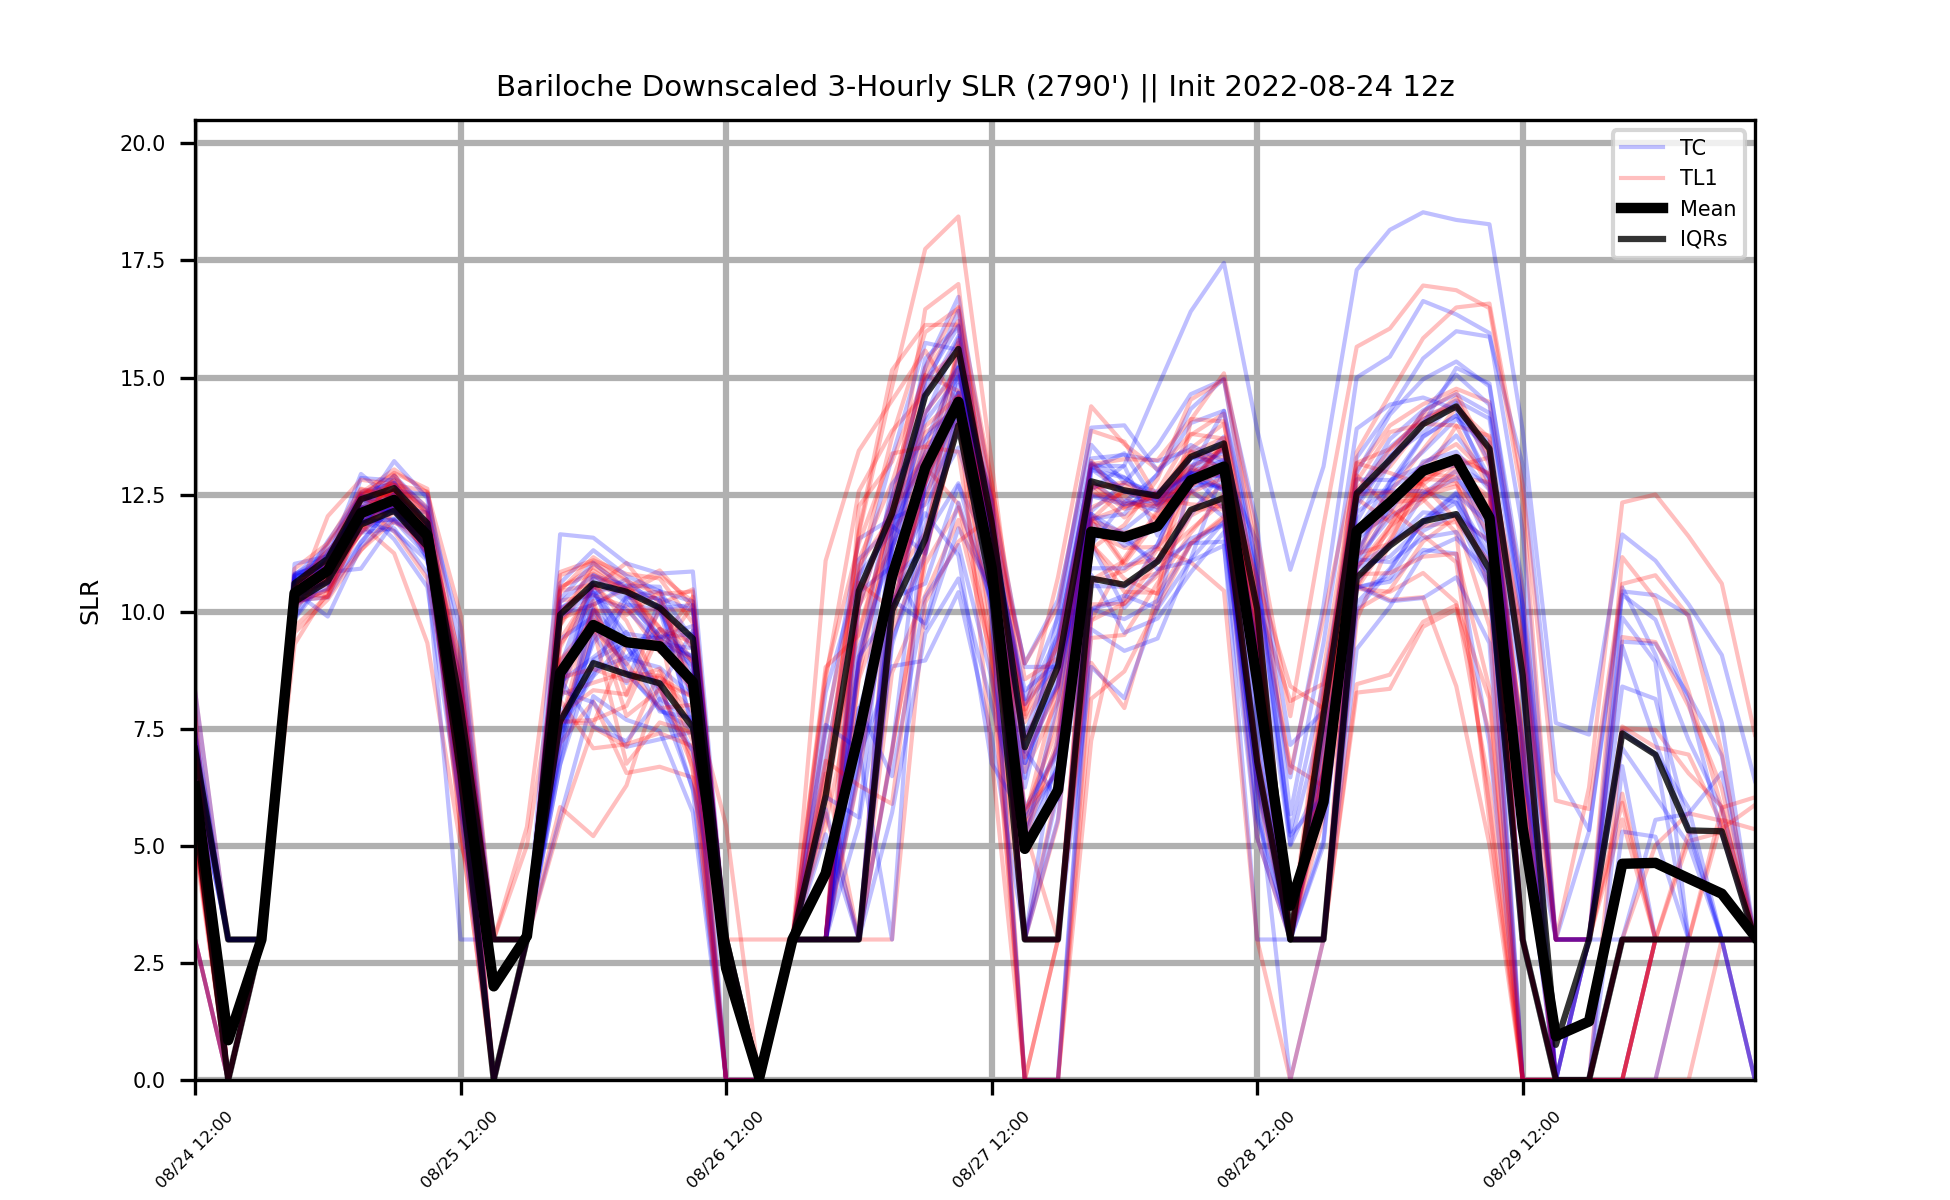 Bariloche Downscaled 3-Hourly SLR (2790') || Init 2022-08-24 12z
TC
TL1
Mean
IQRs
SLR
20.0
17.5
15.0
12.5
10.0
7.5
5.0
2.5
0.0
08/24 12:00
08/25 12:00
08/26 12:00
08/27 12:00
08/28 12:00
08/29 12:00